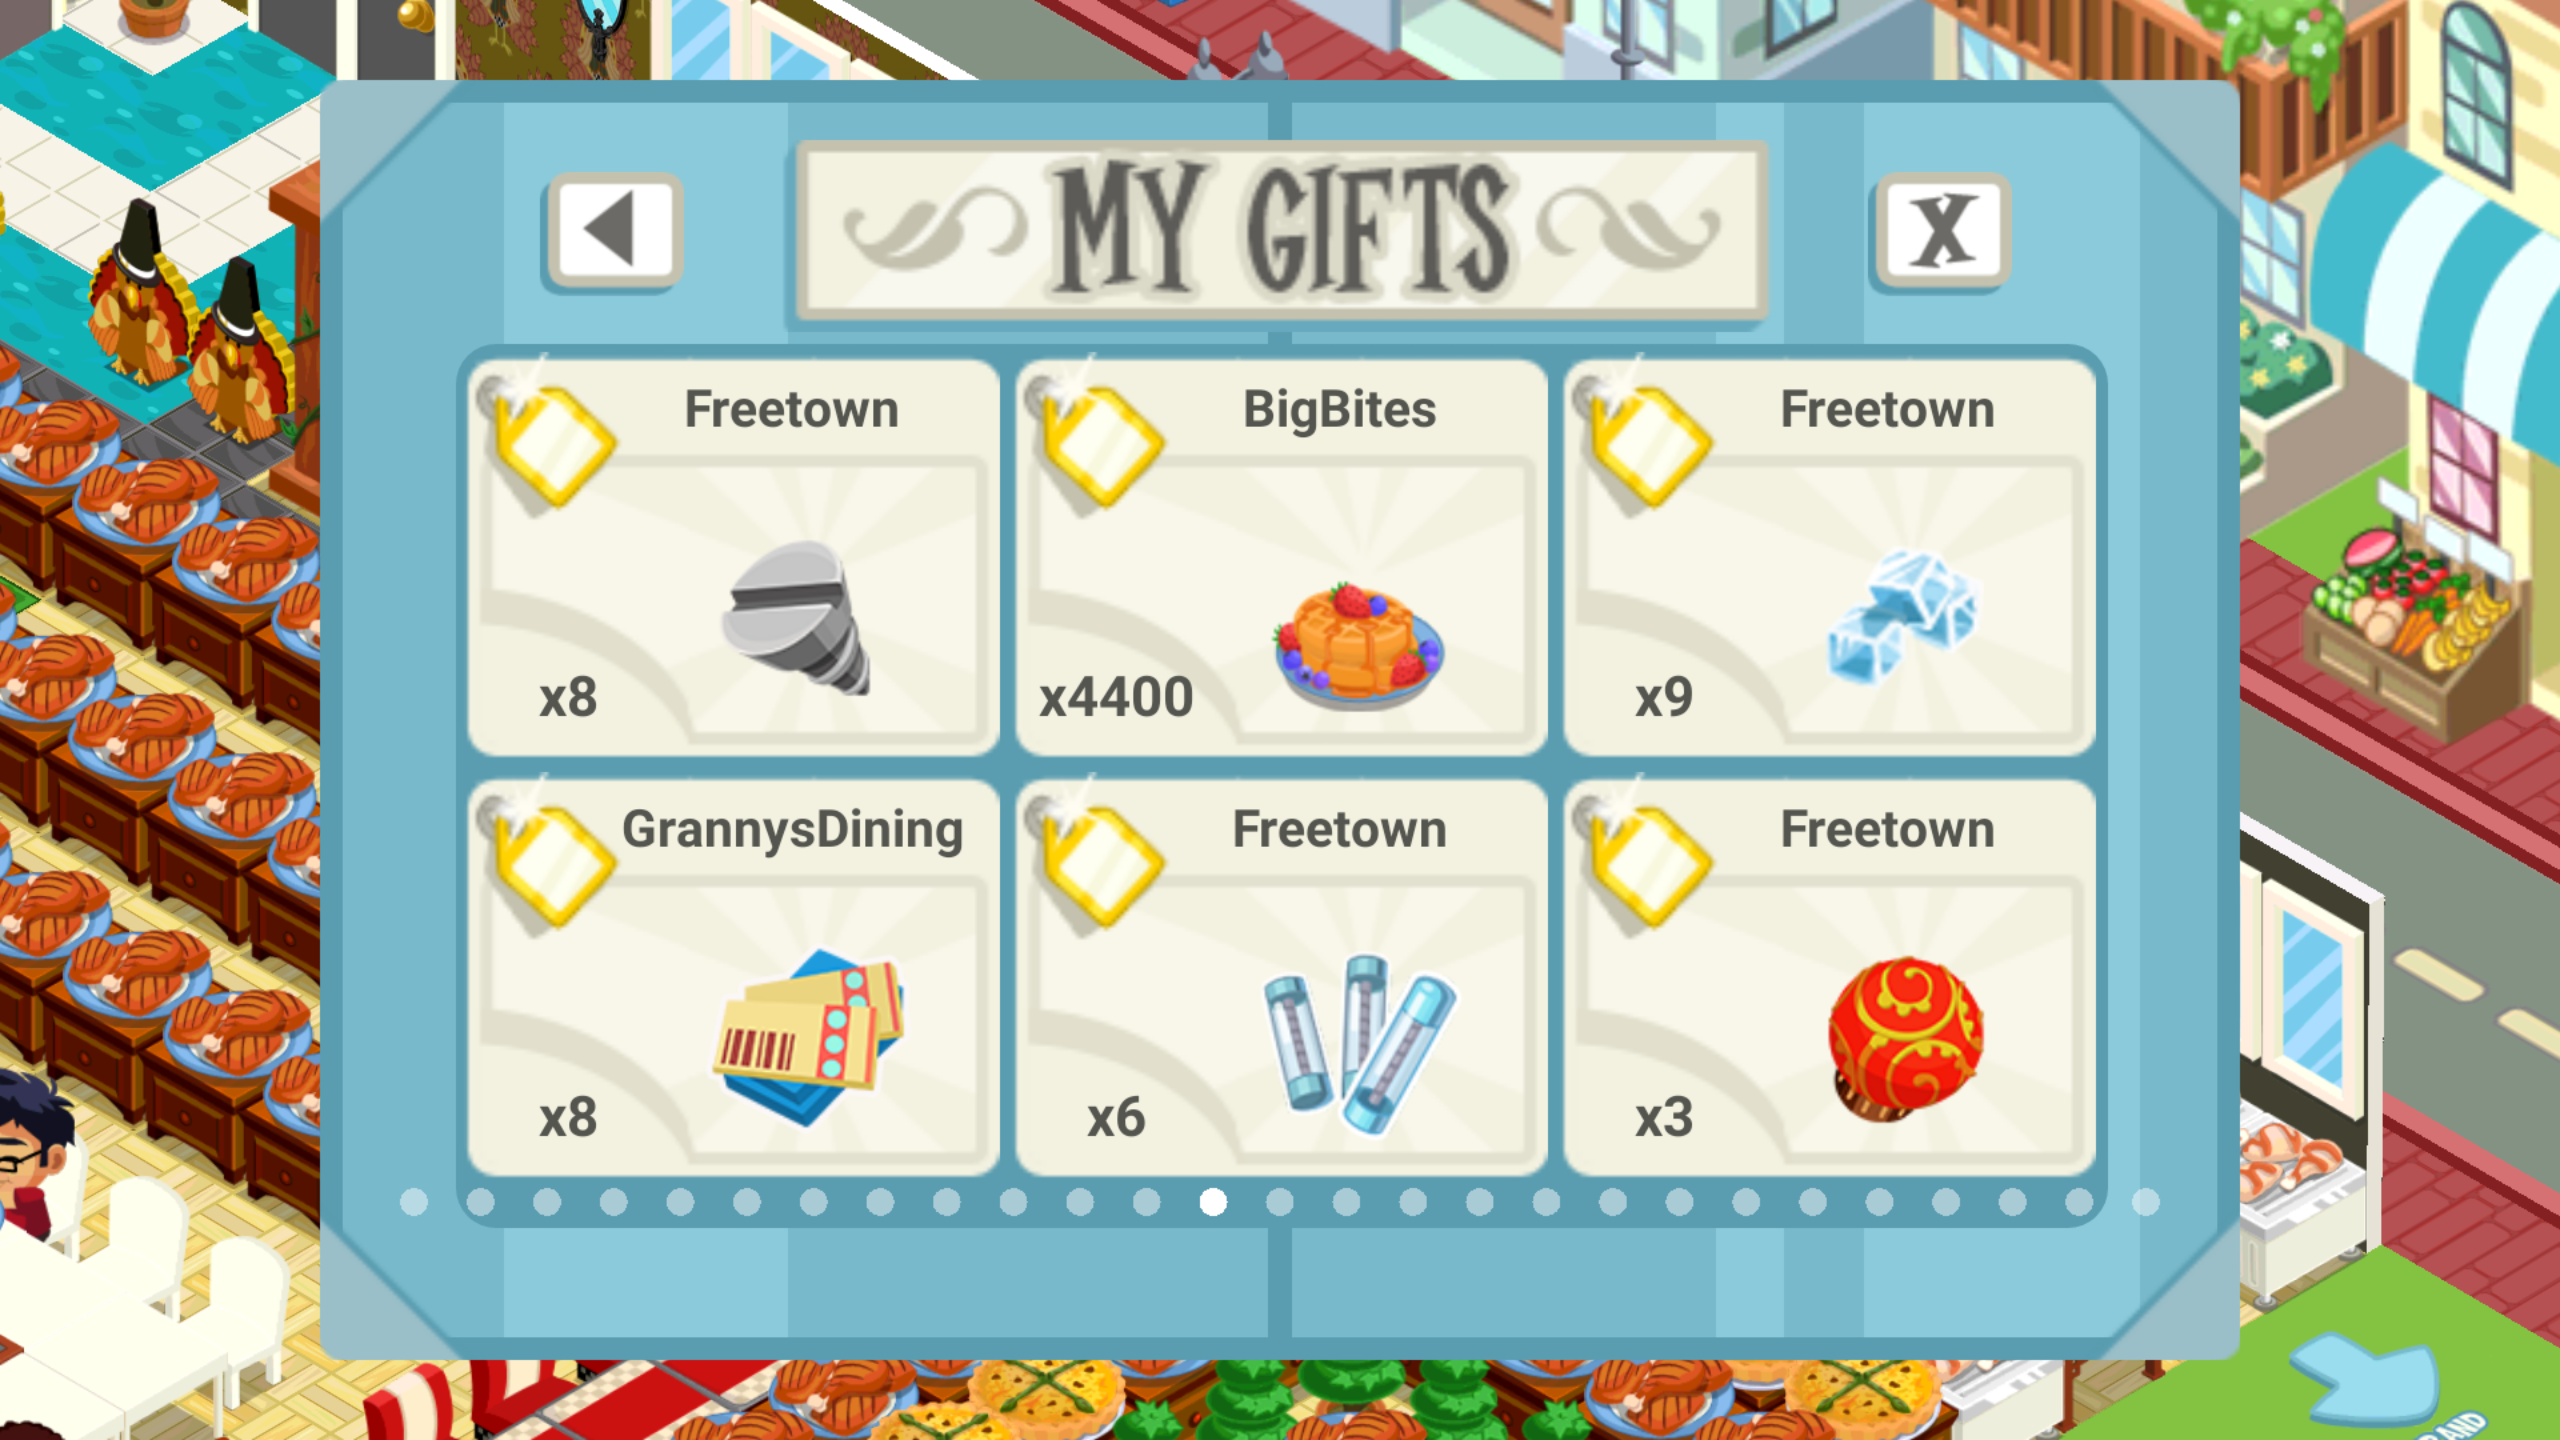 MY GIFTS
X
Freetown
x8
BigBites
x4400
Freetown
x9
GrannysDining
x8
Freetown
x6
Freetown
x3